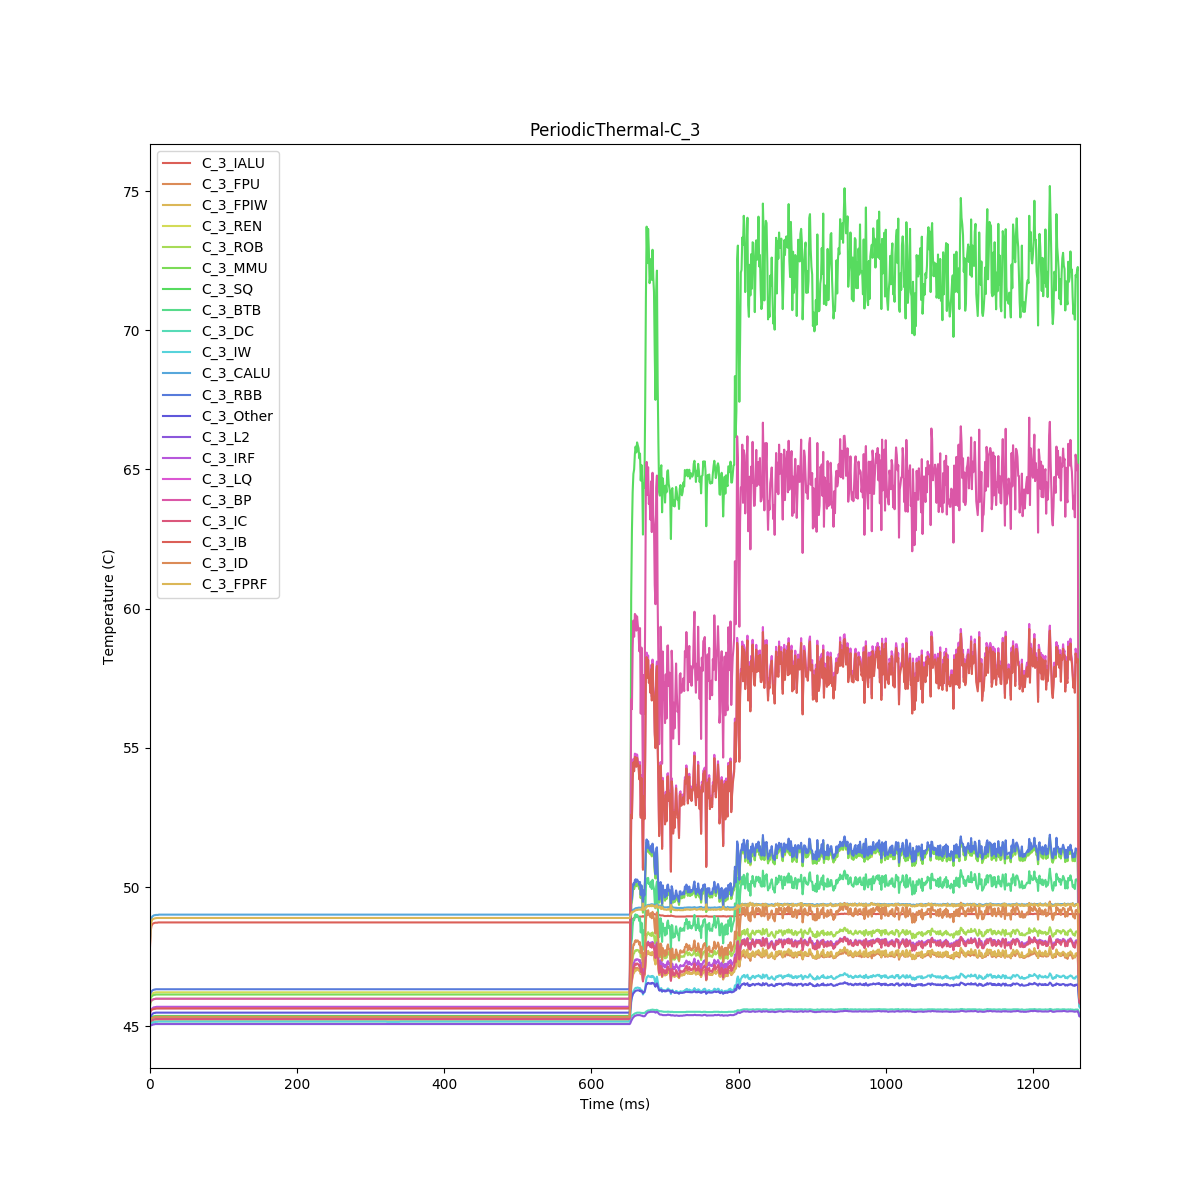 PeriodicThermal-C_3
C_3_IALU
C_3_FPU
C_3_FPIW
C_3_REN
C_3_ROB
C_3_MMU
C_3_SQ
C_3_BTB
C_3_DC
C_3_IW
C_3_CALU
C_3_RBB
C_3_Other
C_3_L2
C_3_IRF
C_3_LQ
C_3_BP
C_3_IC
C_3_IB
C_3_ID
C_3_FPRF
75
70
65
60
55
50
45
Temperature (C)
0 200 400 600 800 1000 1200
Time (ms)